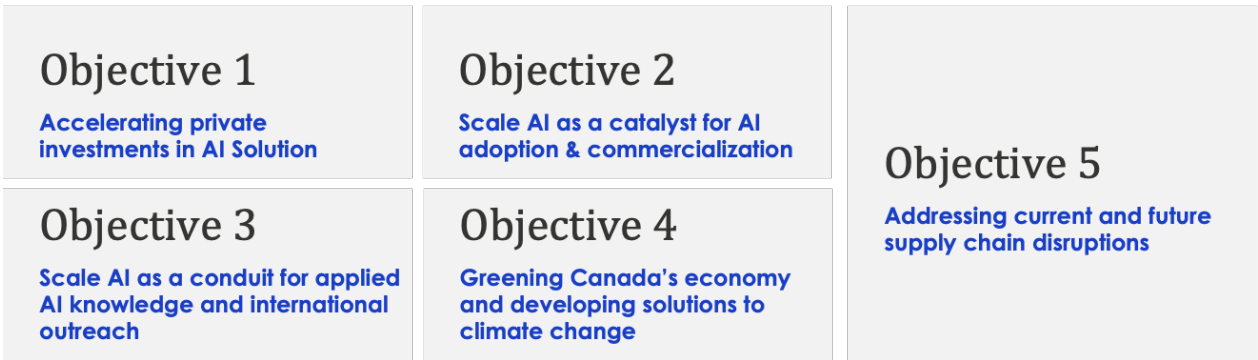 Objective 1
Accelerating private
investments in AI Solution
Objective 2
Scale AI as a catalyst for AI
adoption & commercialization
Objective 3
Scale AI as a conduit for applied
AI knowledge and international
outreach
Objective 4
Greening Canada’s economy
and developing solutions to
climate change
Objective 5
Addressing current and future
supply chain disruptions